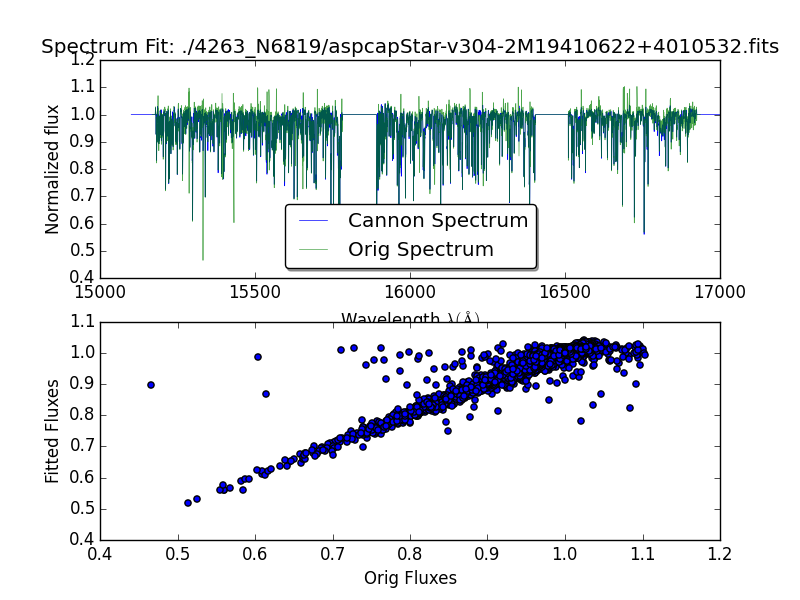 Spectrum Fit: ./4263_N6819/aspcapStar-v304-2M19410622+4010532.fits
1.2
1.1
1.0
0.9
0.8
0.7
0.6
0.5
0.4
Normalized flux
Cannon Spectrum
Orig Spectrum
15000 15500 16000 16500 17000
Wavelength λ(Å)
1.1
1.0
0.9
0.8
0.7
0.6
0.5
0.4
Fitted Fluxes
0.4 0.5 0.6 0.7 0.8 0.9 1.0 1.1 1.2
Orig Fluxes